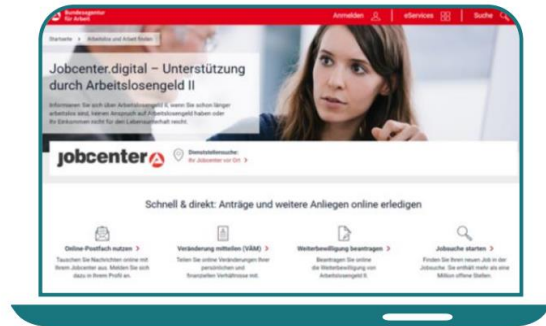 Bundesagentur
für Arbeit
Anmelden
eServices
Suche
Startseite > Arbeitslos und Arbeit finden
Jobcenter.digital – Unterstützung
durch Arbeitslosengeld II
Informieren Sie sich über Arbeitslosengeld II, wenn Sie schon länger
arbeitslos sind, keinen Anspruch auf Arbeitslosengeld haben oder
Ihr Einkommen nicht für den Lebensunterhalt reicht.
jobcenter
Dienststellensuche:
Ihr Jobcenter vor Ort >
Schnell & direkt: Anträge und weitere Anliegen online erledigen
Online-Postfach nutzen >
Tauschen Sie Nachrichten online mit
Ihrem Jobcenter aus. Melden Sie sich
dazu in Ihrem Profil an.
Veränderung mitteilen (VÄM) >
Teilen Sie online Veränderungen Ihrer
persönlichen und
finanziellen Verhältnisse mit.
Weiterbewilligung beantragen >
Beantragen Sie online
die Weiterbewilligung von
Arbeitslosengeld II.
Jobsuche starten >
Finden Sie Ihren neuen Job in der
Jobsuche. Sie enthält mehr als eine
Million offene Stellen.